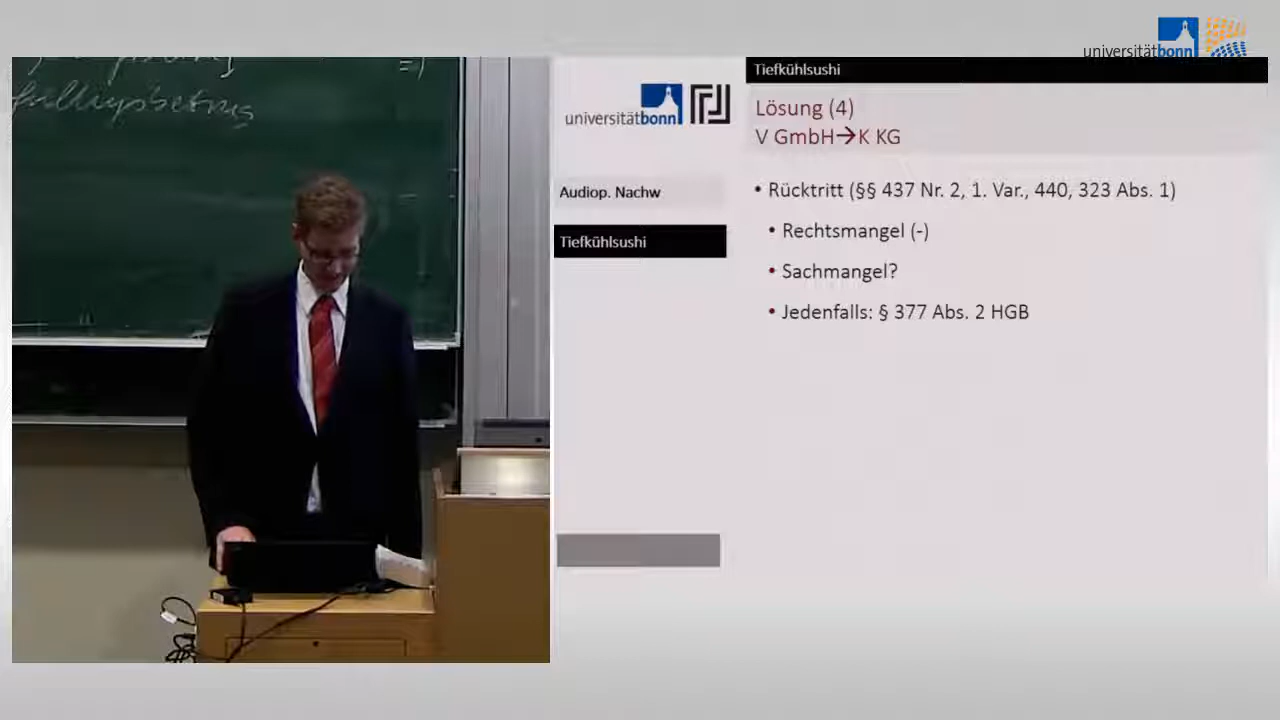 universitätbonn
Tiefkühlsushi
universitätbonn
Lösung (4)
V GmbH→K KG
Audiop. Nachw
Tiefkühlsushi
• Rücktritt (§§ 437 Nr. 2, 1. Var., 440, 323 Abs. 1)
• Rechtsmangel (-)
• Sachmangel?
• Jedenfalls: § 377 Abs. 2 HGB